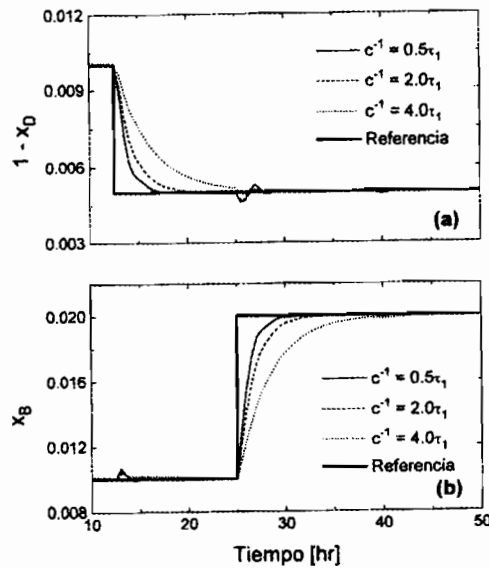 0.012
0.009
0.006
0.003
1 - x_D
c⁻¹ = 0.5τ₁
c⁻¹ = 2.0τ₁
c⁻¹ = 4.0τ₁
Referencia
(a)
0.020
0.016
0.012
0.008
x_B
c⁻¹ = 0.5τ₁
c⁻¹ = 2.0τ₁
c⁻¹ = 4.0τ₁
Referencia
(b)
10 20 30 40 50
Tiempo [hr]